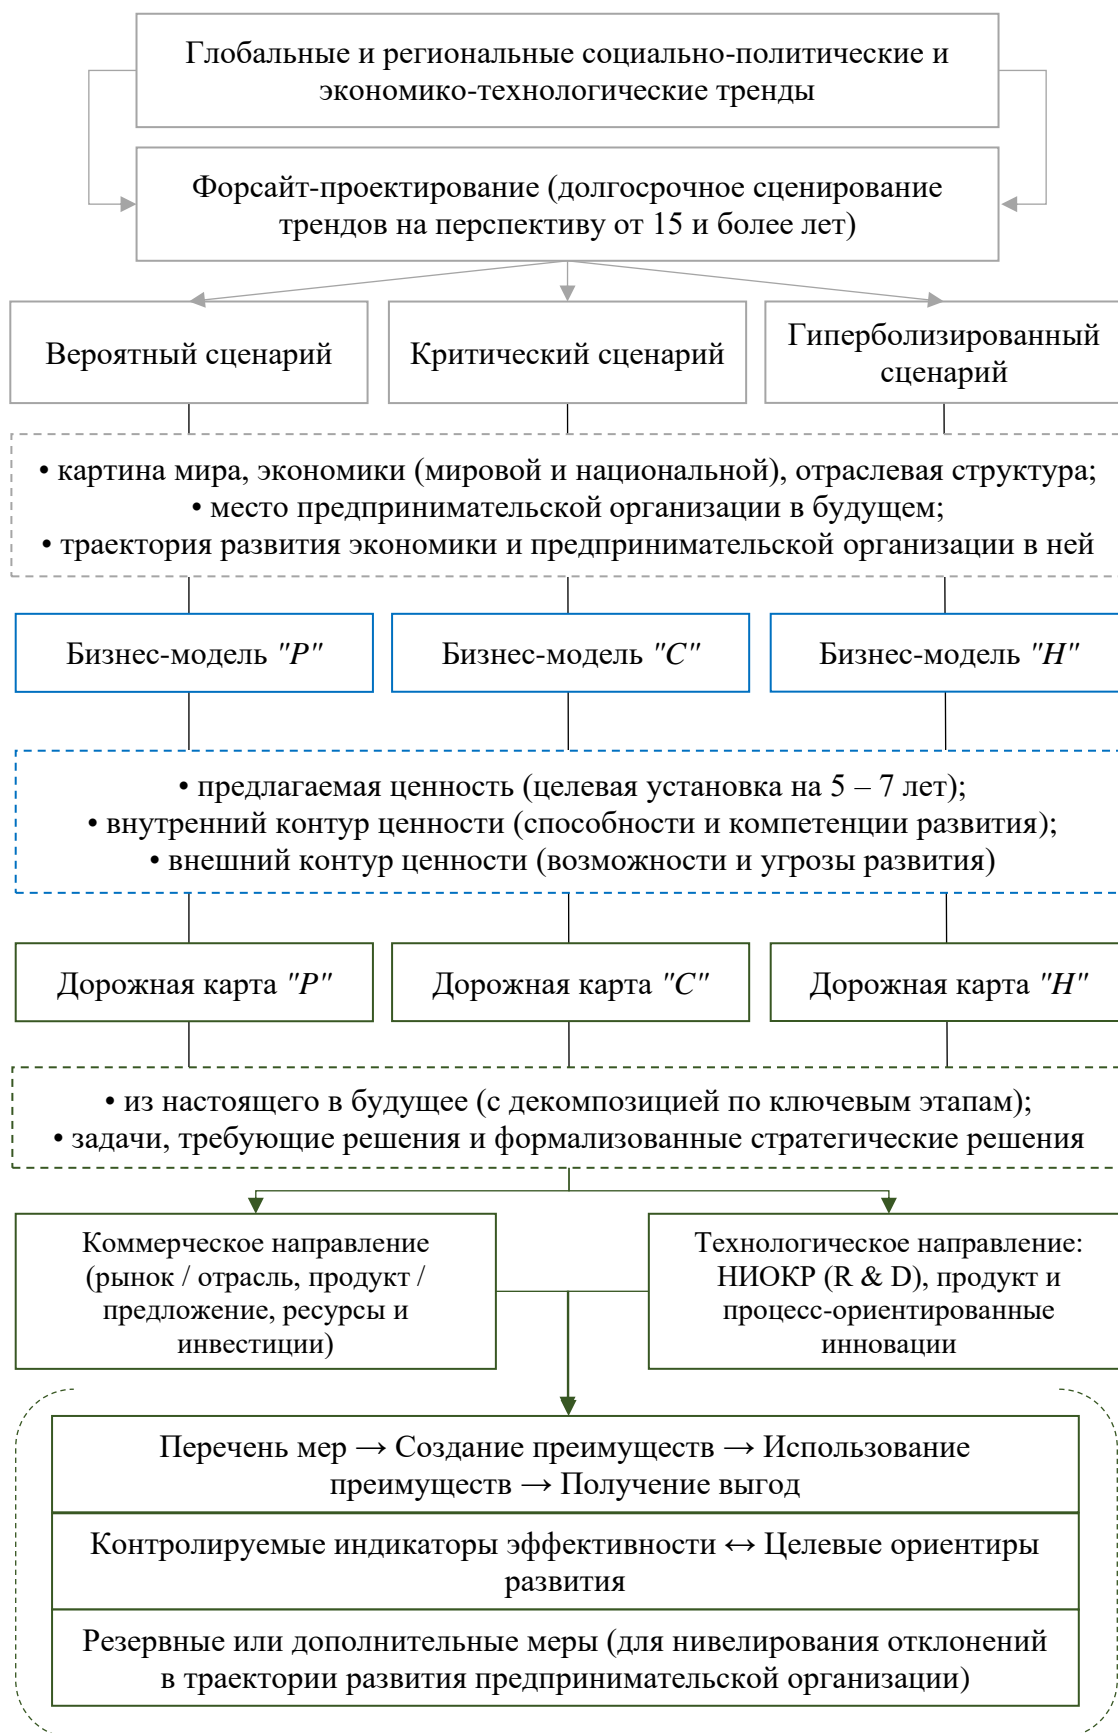 Глобальные и региональные социально-политические и
экономико-технологические тренды
Форсайт-проектирование (долгосрочное сценирование
трендов на перспективу от 15 и более лет)
Вероятный сценарий
Критический сценарий
Гиперболизированный
сценарий
• картина мира, экономики (мировой и национальной), отраслевая структура;
• место предпринимательской организации в будущем;
• траектория развития экономики и предпринимательской организации в ней
Бизнес-модель "P"
Бизнес-модель "C"
Бизнес-модель "H"
• предлагаемая ценность (целевая установка на 5 – 7 лет);
• внутренний контур ценности (способности и компетенции развития);
• внешний контур ценности (возможности и угрозы развития)
Дорожная карта "P"
Дорожная карта "C"
Дорожная карта "H"
• из настоящего в будущее (с декомпозицией по ключевым этапам);
• задачи, требующие решения и формализованные стратегические решения
Коммерческое направление
(рынок / отрасль, продукт /
предложение, ресурсы и
инвестиции)
Технологическое направление:
НИОКР (R & D), продукт и
процесс-ориентированные
инновации
Перечень мер → Создание преимуществ → Использование
преимуществ → Получение выгод
Контролируемые индикаторы эффективности ↔ Целевые ориентиры
развития
Резервные или дополнительные меры (для нивелирования отклонений
в траектории развития предпринимательской организации)